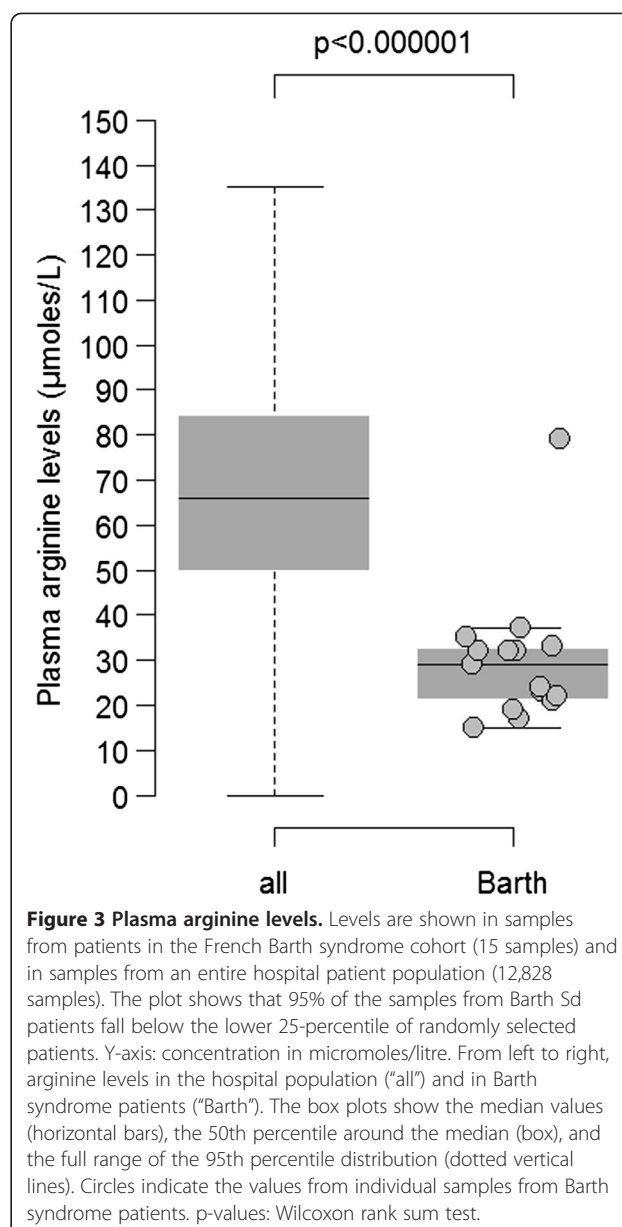 p<0.000001
Plasma arginine levels (µmoles/L)
150
140
130
120
110
100
90
80
70
60
50
40
30
20
10
0
all Barth
Figure 3 Plasma arginine levels. Levels are shown in samples
from patients in the French Barth syndrome cohort (15 samples) and
in samples from an entire hospital patient population (12,828
samples). The plot shows that 95% of the samples from Barth Sd
patients fall below the lower 25-percentile of randomly selected
patients. Y-axis: concentration in micromoles/litre. From left to right,
arginine levels in the hospital population (“all”) and in Barth
syndrome patients (“Barth”). The box plots show the median values
(horizontal bars), the 50th percentile around the median (box), and
the full range of the 95th percentile distribution (dotted vertical
lines). Circles indicate the values from individual samples from Barth
syndrome patients. p-values: Wilcoxon rank sum test.